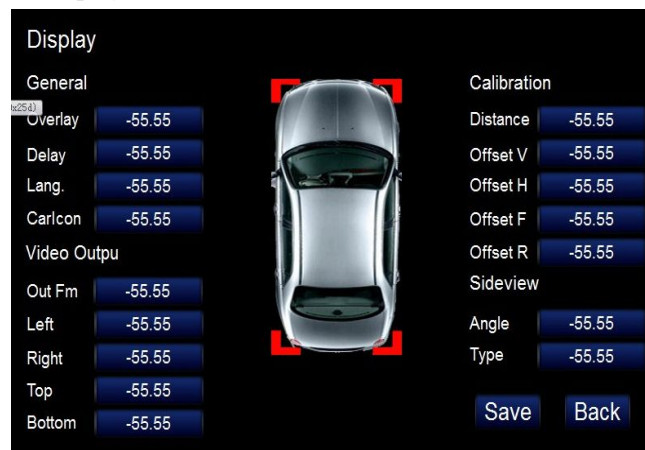 Display
General
x25d)
Overlay -55.55
Delay -55.55
Lang. -55.55
CarIcon -55.55
Video Outpu
Out Fm -55.55
Left -55.55
Right -55.55
Top -55.55
Bottom -55.55
Calibration
Distance -55.55
Offset V -55.55
Offset H -55.55
Offset F -55.55
Offset R -55.55
Sideview
Angle -55.55
Type -55.55
Save Back